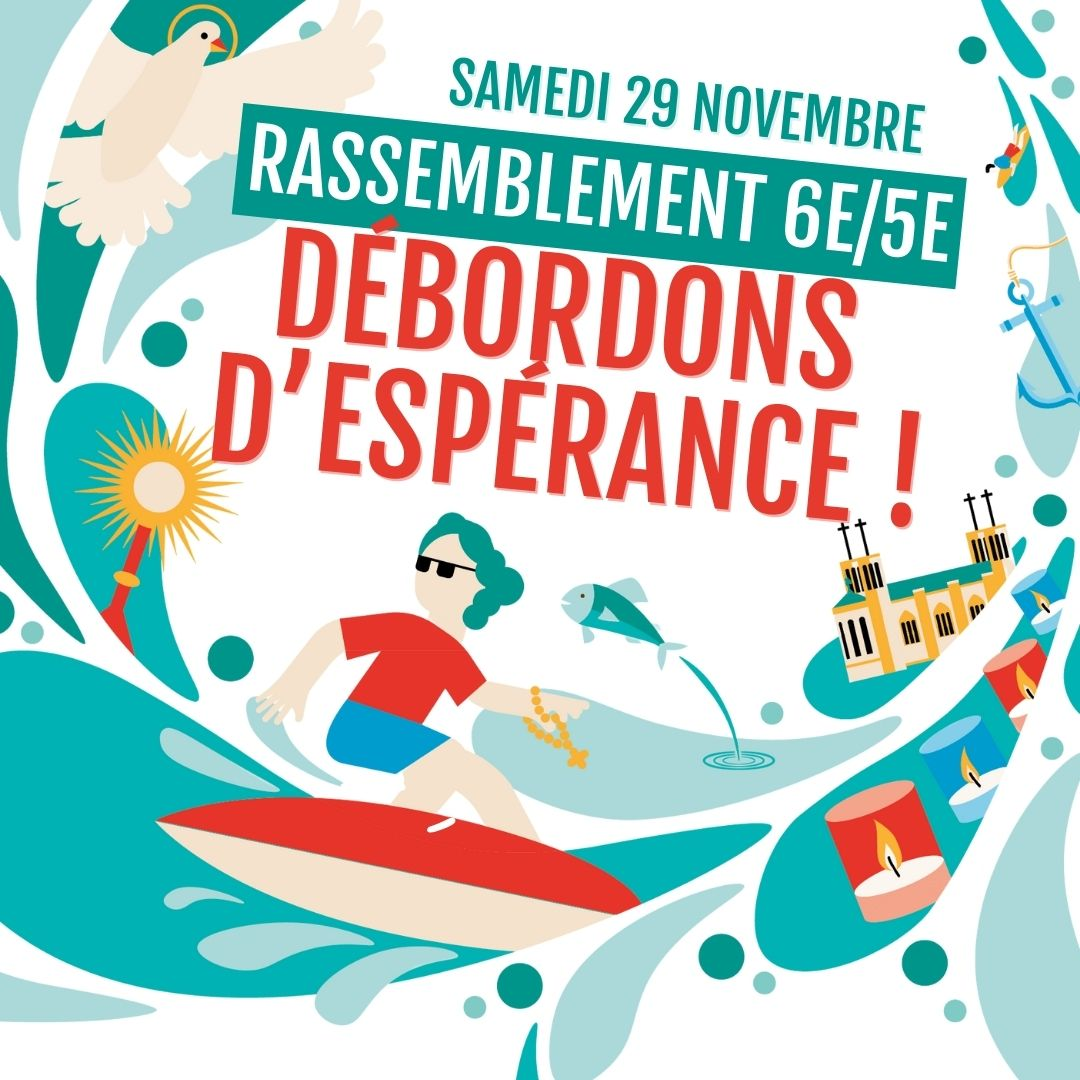 SAMEDI 29 NOVEMBRE
RASSEMBLEMENT 6E/5E
DÉBORDONS
D'ESPÉRANCE !